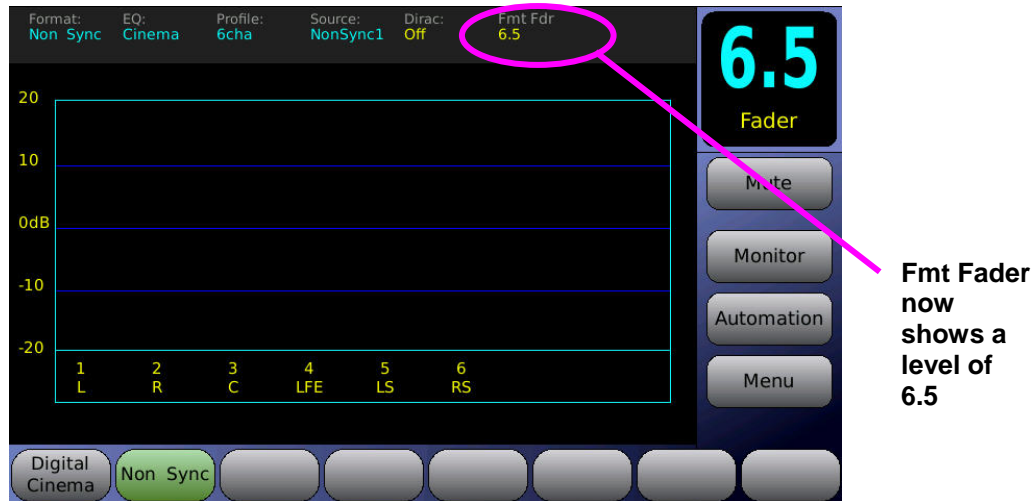 Format: EQ: Profile: Source: Dirac: Fmt Fdr
Non Sync Cinema 6cha NonSync1 Off 6.5
6.5
Fader
20
10
0dB
-10
-20
1 2 3 4 5 6
L R C LFE LS RS
Mute
Monitor
Automation
Menu
Digital
Cinema
Non Sync
Fmt Fader
now
shows a
level of
6.5